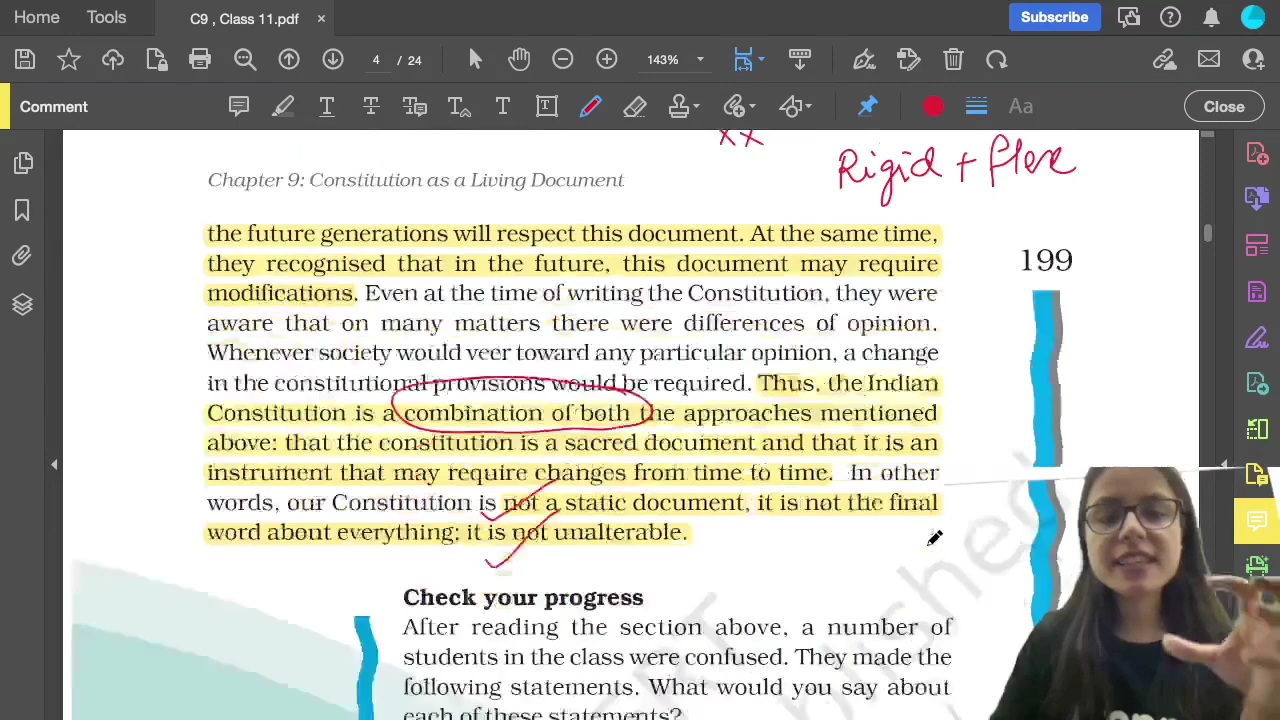 Home Tools C9 , Class 11.pdf × Subscribe
4 / 24 143%
Comment Aa Close
xx
Rigid + flex
Chapter 9: Constitution as a Living Document
the future generations will respect this document. At the same time,
they recognised that in the future, this document may require
199
modifications. Even at the time of writing the Constitution, they were
aware that on many matters there were differences of opinion.
Whenever society would veer toward any particular opinion, a change
in the constitutional provisions would be required. Thus, the Indian
Constitution is a combination of both the approaches mentioned
above: that the constitution is a sacred document and that it is an
instrument that may require changes from time to time. In other
words, our Constitution is not a static document, it is not the final
word about everything; it is not unalterable.
Check your progress
After reading the section above, a number of
students in the class were confused. They made the
following statements. What would you say about
each of these statements?